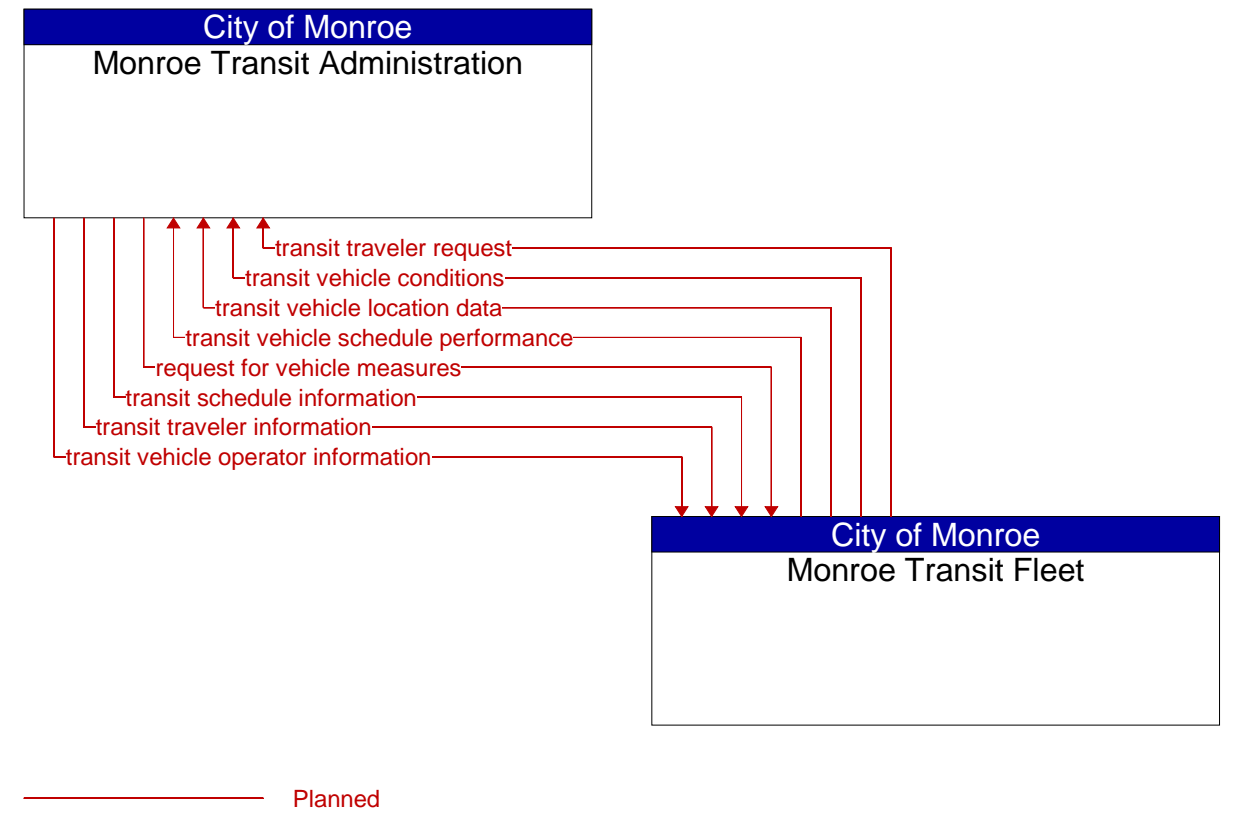 City of Monroe
Monroe Transit Administration
transit traveler request
transit vehicle conditions
transit vehicle location data
transit vehicle schedule performance
request for vehicle measures
transit schedule information
transit traveler information
transit vehicle operator information
City of Monroe
Monroe Transit Fleet
Planned